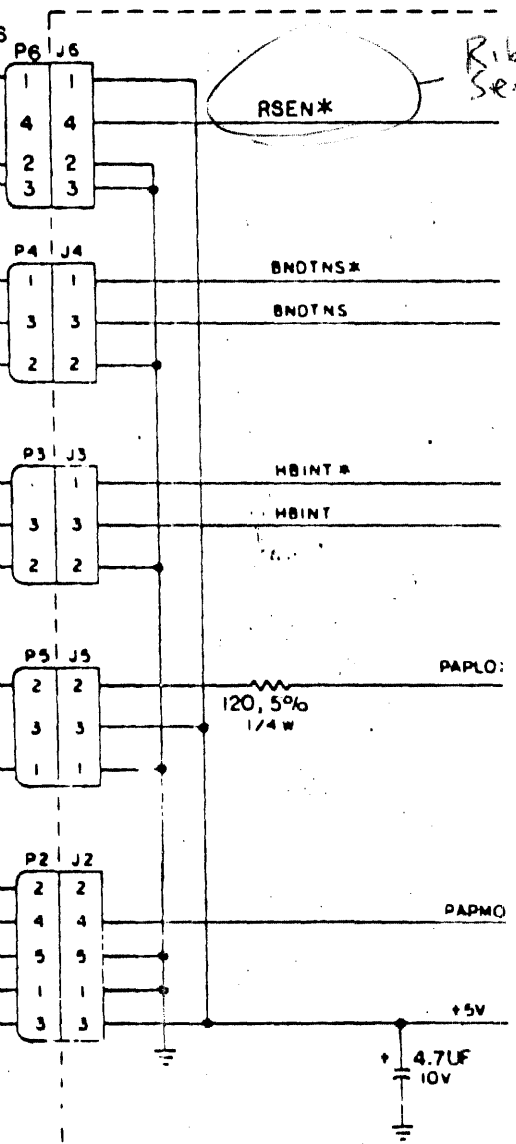 P6 J6
1 1
RSEN*
4 4
2 2
3 3
P4 J4
1 1
BNDTNS*
3 3
BNDTNS
2 2
P3 J3
1
HBINT*
3 3
HBINT
2 2
P5 J5
2 2
120, 5%
1/4 W
3 3
1 1
P2 J2
2 2
4 4
5 5
1 1
3 3
+5V
+ 4.7UF
10V